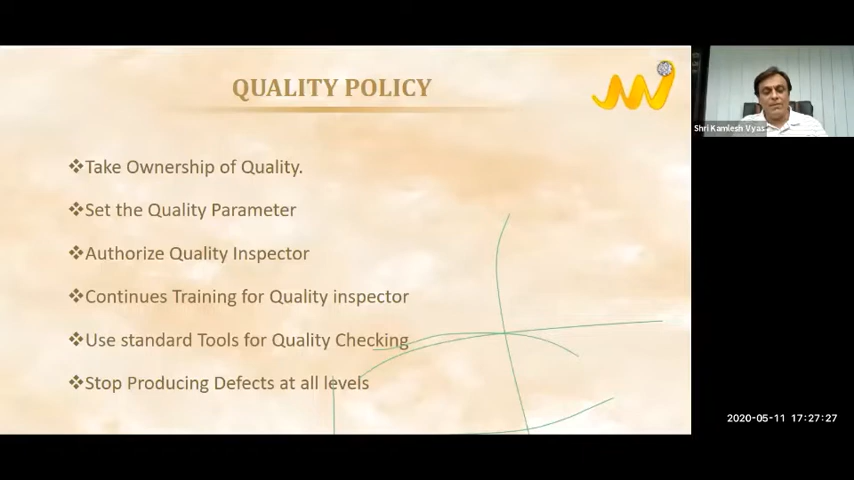 QUALITY POLICY
❖Take Ownership of Quality.
❖Set the Quality Parameter
❖Authorize Quality Inspector
❖Continues Training for Quality inspector
❖Use standard Tools for Quality Checking
❖Stop Producing Defects at all levels
Shri Kamlesh Vyas
2020-05-11 17:27:27